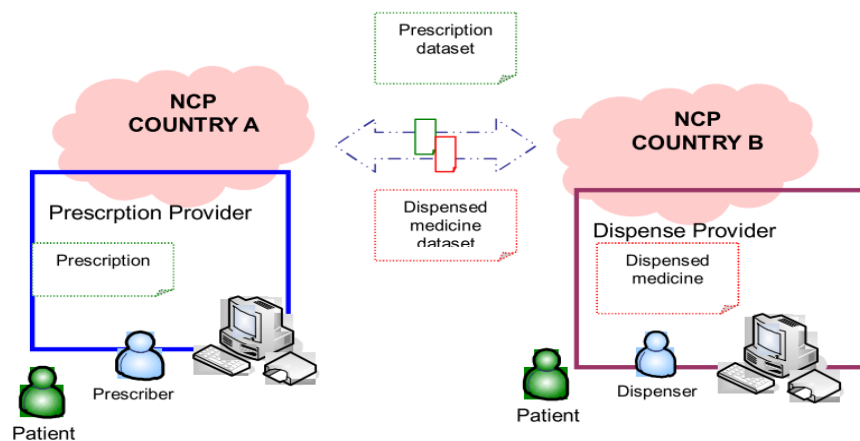 Prescription
dataset
NCP
COUNTRY A
NCP
COUNTRY B
Prescrption Provider
Prescription
Dispensed
medicine
dataset
Dispense Provider
Dispensed
medicine
Prescriber
Patient
Dispenser
Patient